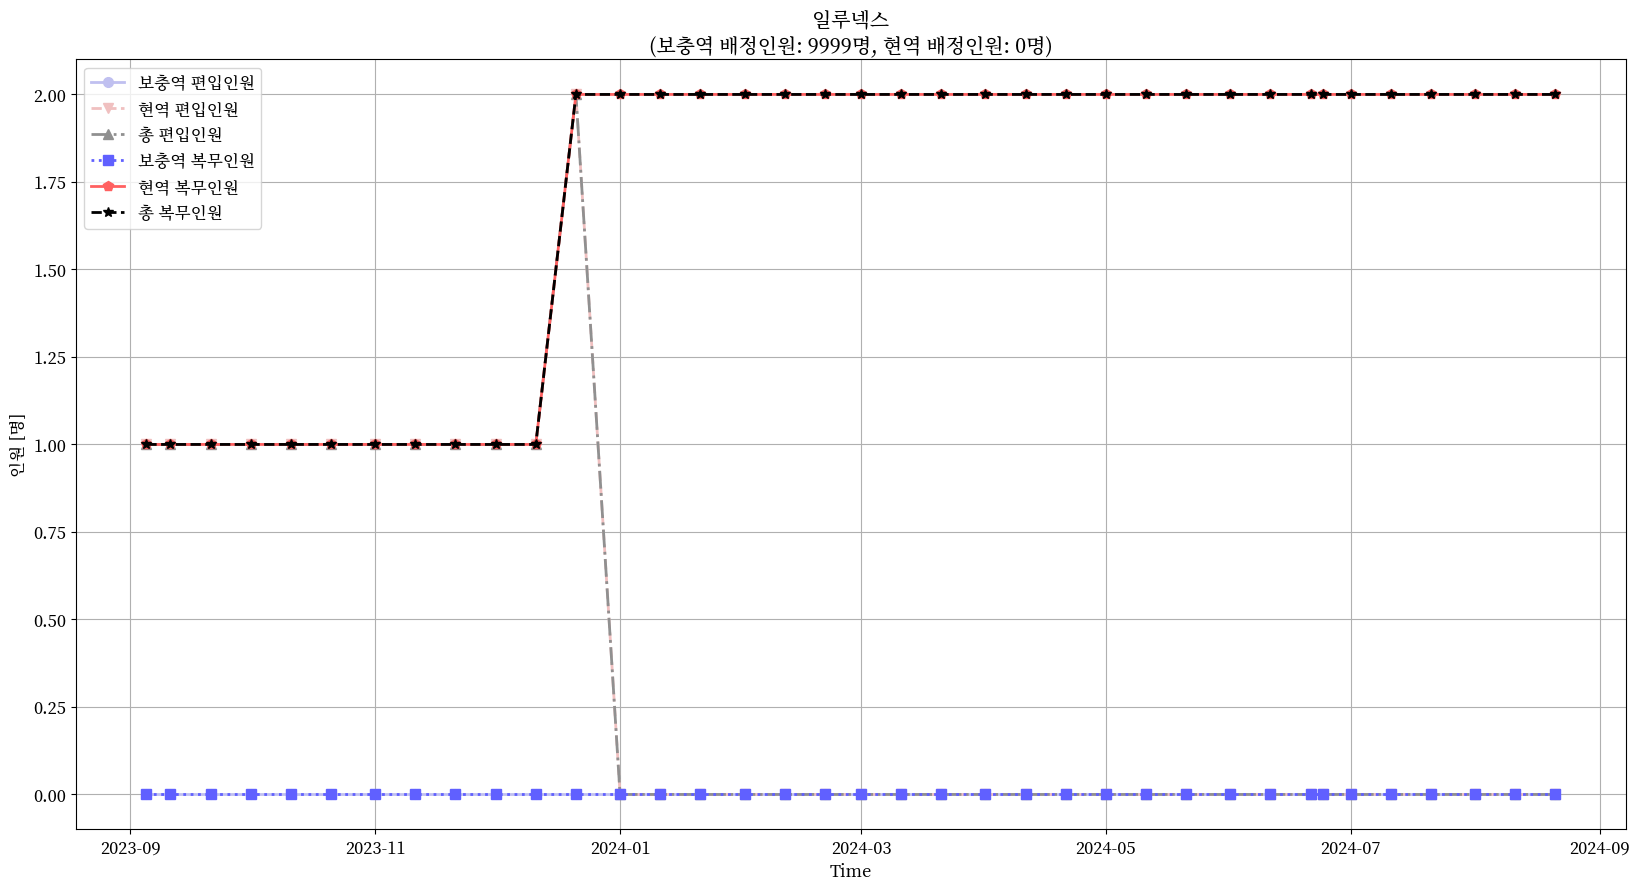 일루넥스
(보충역 배정인원: 9999명, 현역 배정인원: 0명)
보충역 편입인원
현역 편입인원
총 편입인원
보충역 복무인원
현역 복무인원
총 복무인원
2.00
1.75
1.50
1.25
1.00
0.75
0.50
0.25
0.00
인원 [명]
2023-09
2023-11
2024-01
2024-03
2024-05
2024-07
2024-09
Time